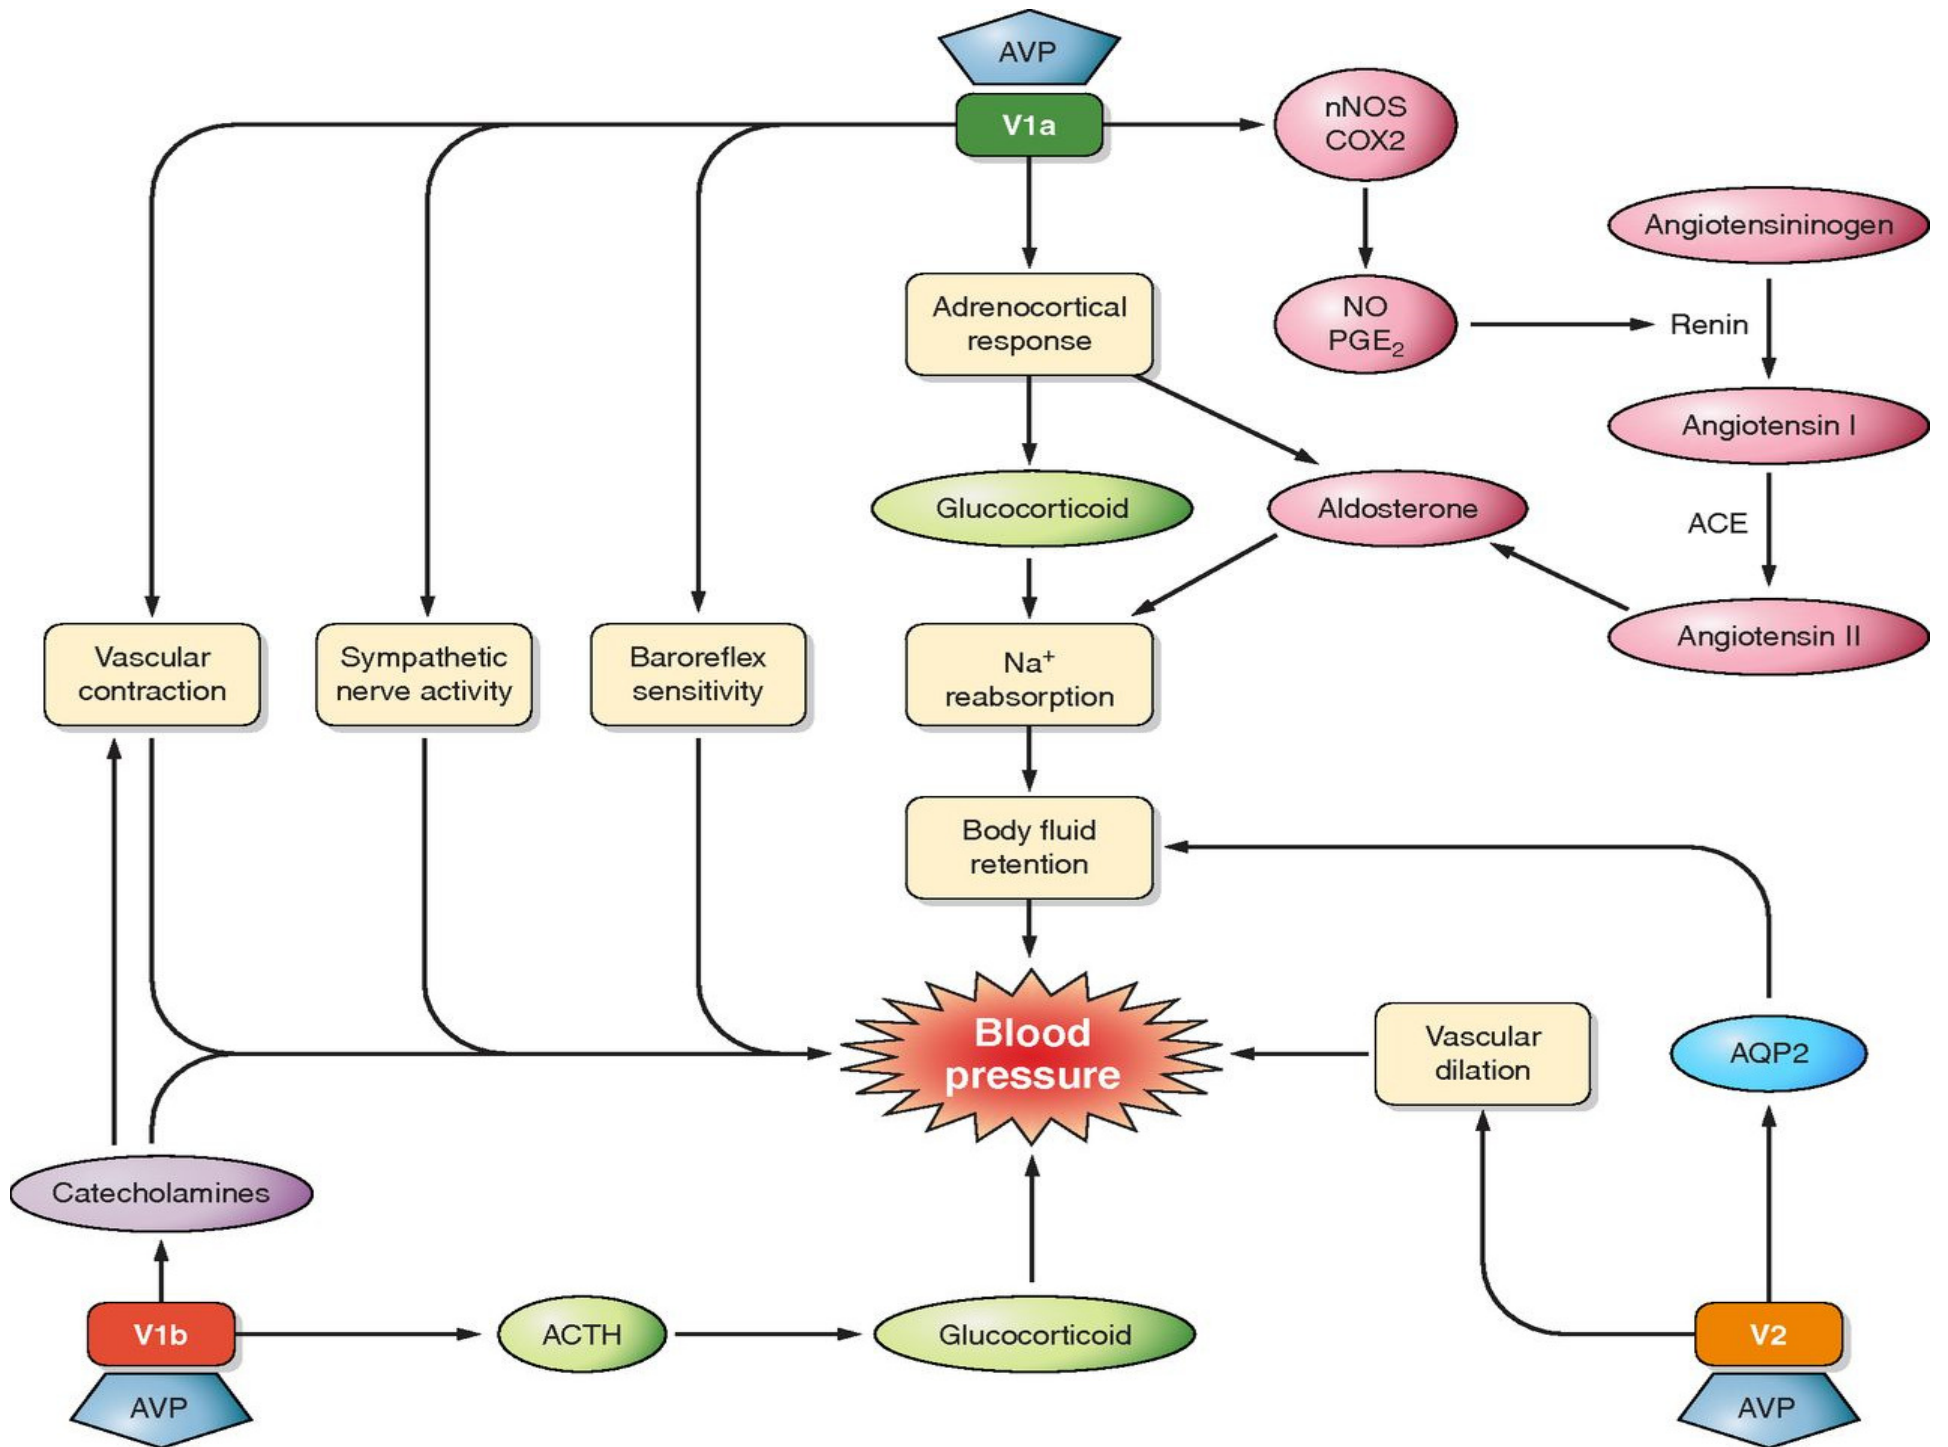 AVP
V1a
nNOS
COX2
Angiotensininogen
Adrenocortical
response
NO
PGE₂
Renin
Angiotensin I
Glucocorticoid
Aldosterone
ACE
Vascular
contraction
Sympathetic
nerve activity
Baroreflex
sensitivity
Na⁺
reabsorption
Angiotensin II
Body fluid
retention
Blood
pressure
Vascular
dilation
AQP2
Catecholamines
V1b
ACTH
Glucocorticoid
V2
AVP
AVP